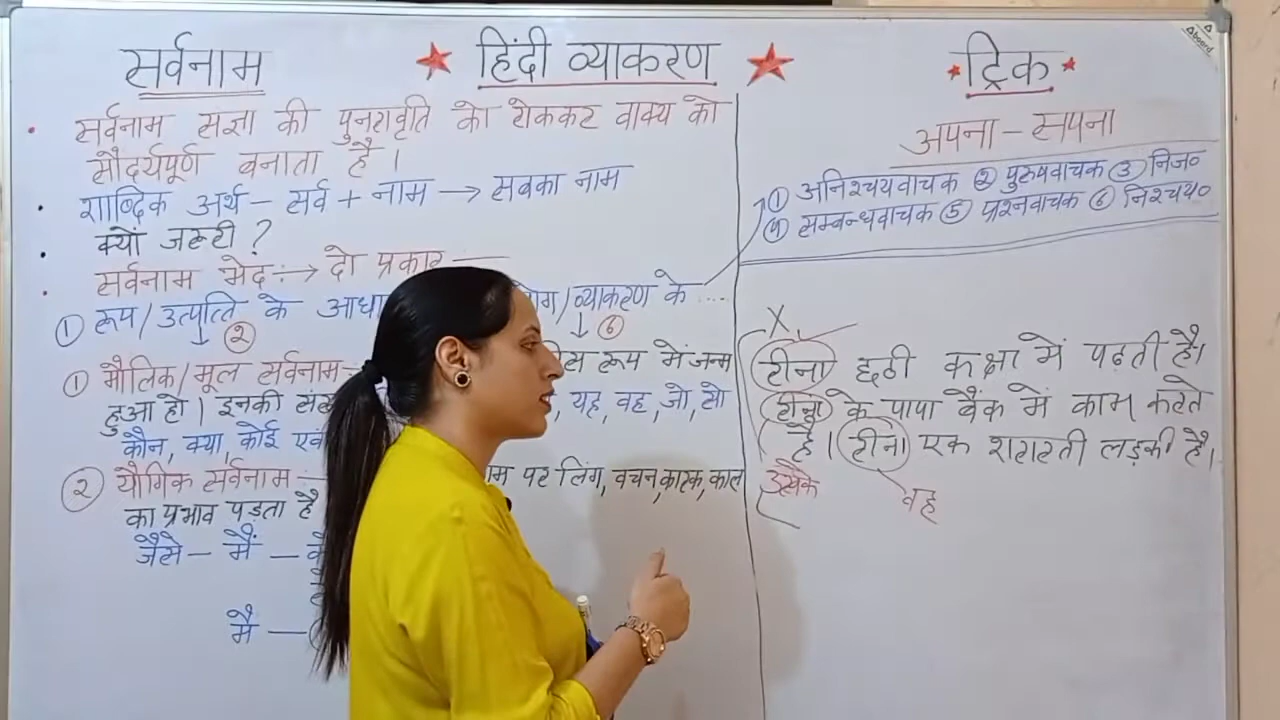 सर्वनाम
हिंदी व्याकरण
सर्वनाम संज्ञा की पुनरावृति को रोककर वाक्य को
सौदर्यपूर्ण बनाता है ।
शाब्दिक अर्थ - सर्व + नाम → सबका नाम
क्यों जरुरी ?
सर्वनाम भेद :→ दो प्रकार —
① रूप / उत्पत्ति के / व्याकरण के ....
② ⑥
① मौलिक / मूल सर्वनाम रूप में जन्म
हुआ हो । इनकी , यह, वह, जो, सो
कौन, क्या, कोई
② यौगिक सर्वनाम — पर लिंग, वचन, कारक, काल
का प्रभाव पड़ता है
जैसे - मैं —
मै —
ट्रिक
अपना - सपना
① अनिश्चयवाचक ② पुरुषवाचक ③ निज॰
④ सम्बन्धवाचक ⑤ प्रश्नवाचक ⑥ निश्चय॰
X
टीना छठी कक्षा में पढ़ती है।
टीना के पापा बैंक में काम करते
है । टीना एक शरारती लड़की है।
उसके वह